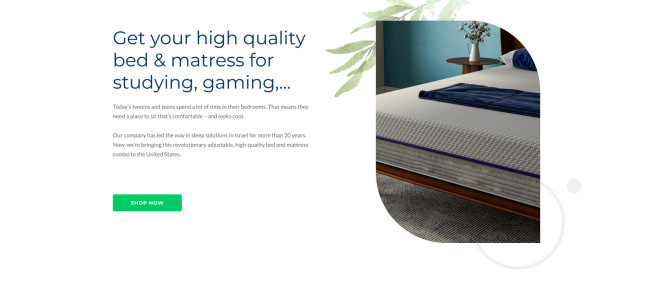 Get your high quality
bed & matress for
studying, gaming,...
Today's tweens and teens spend a lot of time in their bedrooms. That means they
need a place to sit that's comfortable – and looks cool.
Our company has led the way in sleep solutions in Israel for more than 20 years.
Now, we're bringing this revolutionary adjustable, high-quality bed and mattress
combo to the United States.
SHOP NOW